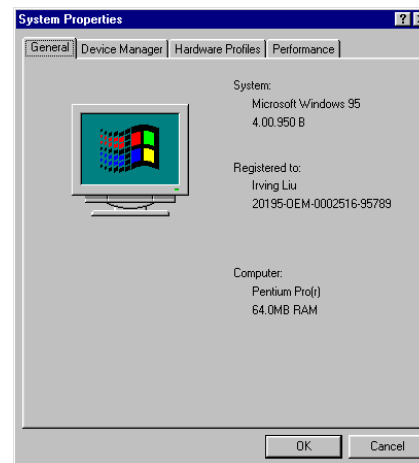 System Properties
General Device Manager Hardware Profiles Performance
System:
Microsoft Windows 95
4.00.950 B
Registered to:
Irving Liu
20195-OEM-0002516-95789
Computer:
Pentium Pro(r)
64.0MB RAM
OK Cancel